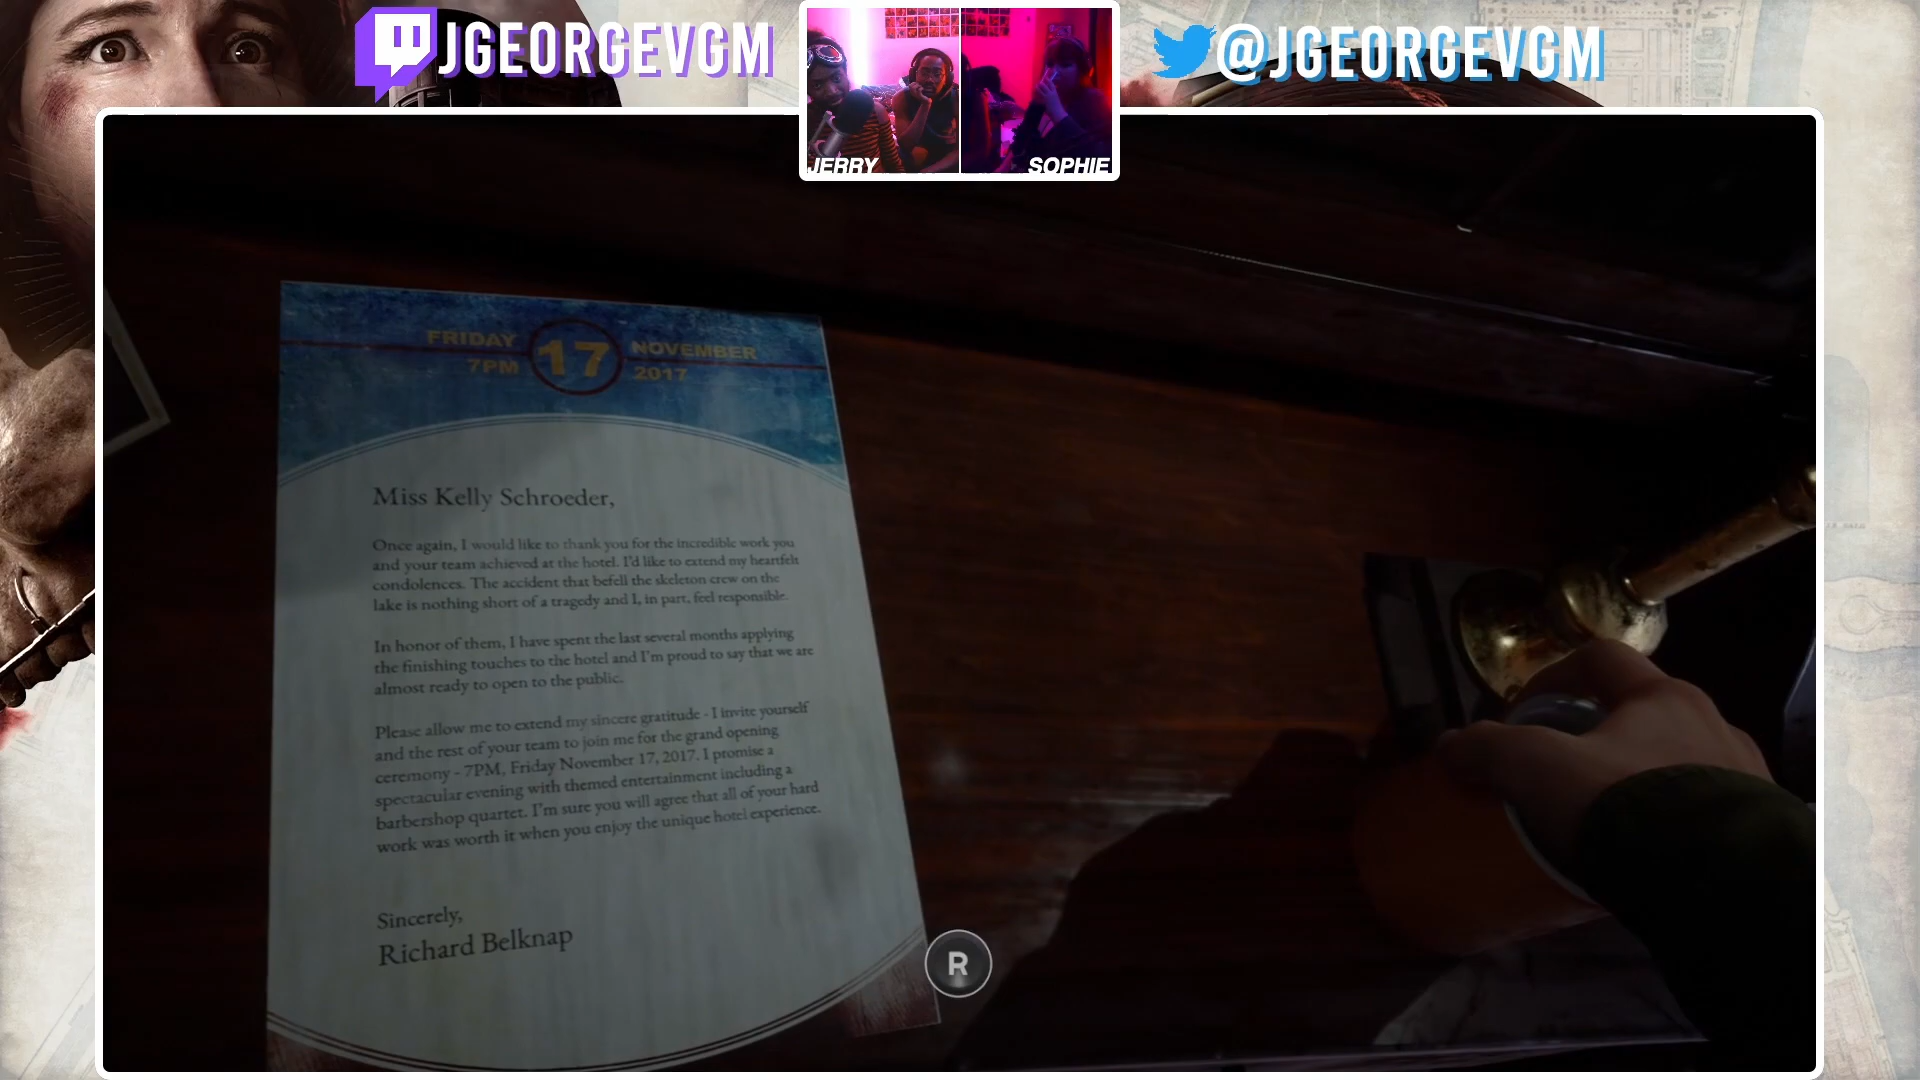 JGEORGEVGM
@JGEORGEVGM
JERRY
SOPHIE
FRIDAY
7PM
17
NOVEMBER
2017
Miss Kelly Schroeder,
Once again, I would like to thank you for the incredible work you
and your team achieved at the hotel. I'd like to extend my heartfelt
condolences. The accident that befell the skeleton crew on the
lake is nothing short of a tragedy and I, in part, feel responsible.
In honor of them, I have spent the last several months applying
the finishing touches to the hotel and I'm proud to say that we are
almost ready to open to the public.
Please allow me to extend my sincere gratitude - I invite yourself
and the rest of your team to join me for the grand opening
ceremony - 7PM, Friday November 17, 2017. I promise a
spectacular evening with themed entertainment including a
barbershop quartet. I'm sure you will agree that all of your hard
work was worth it when you enjoy the unique hotel experience.
Sincerely,
Richard Belknap
R